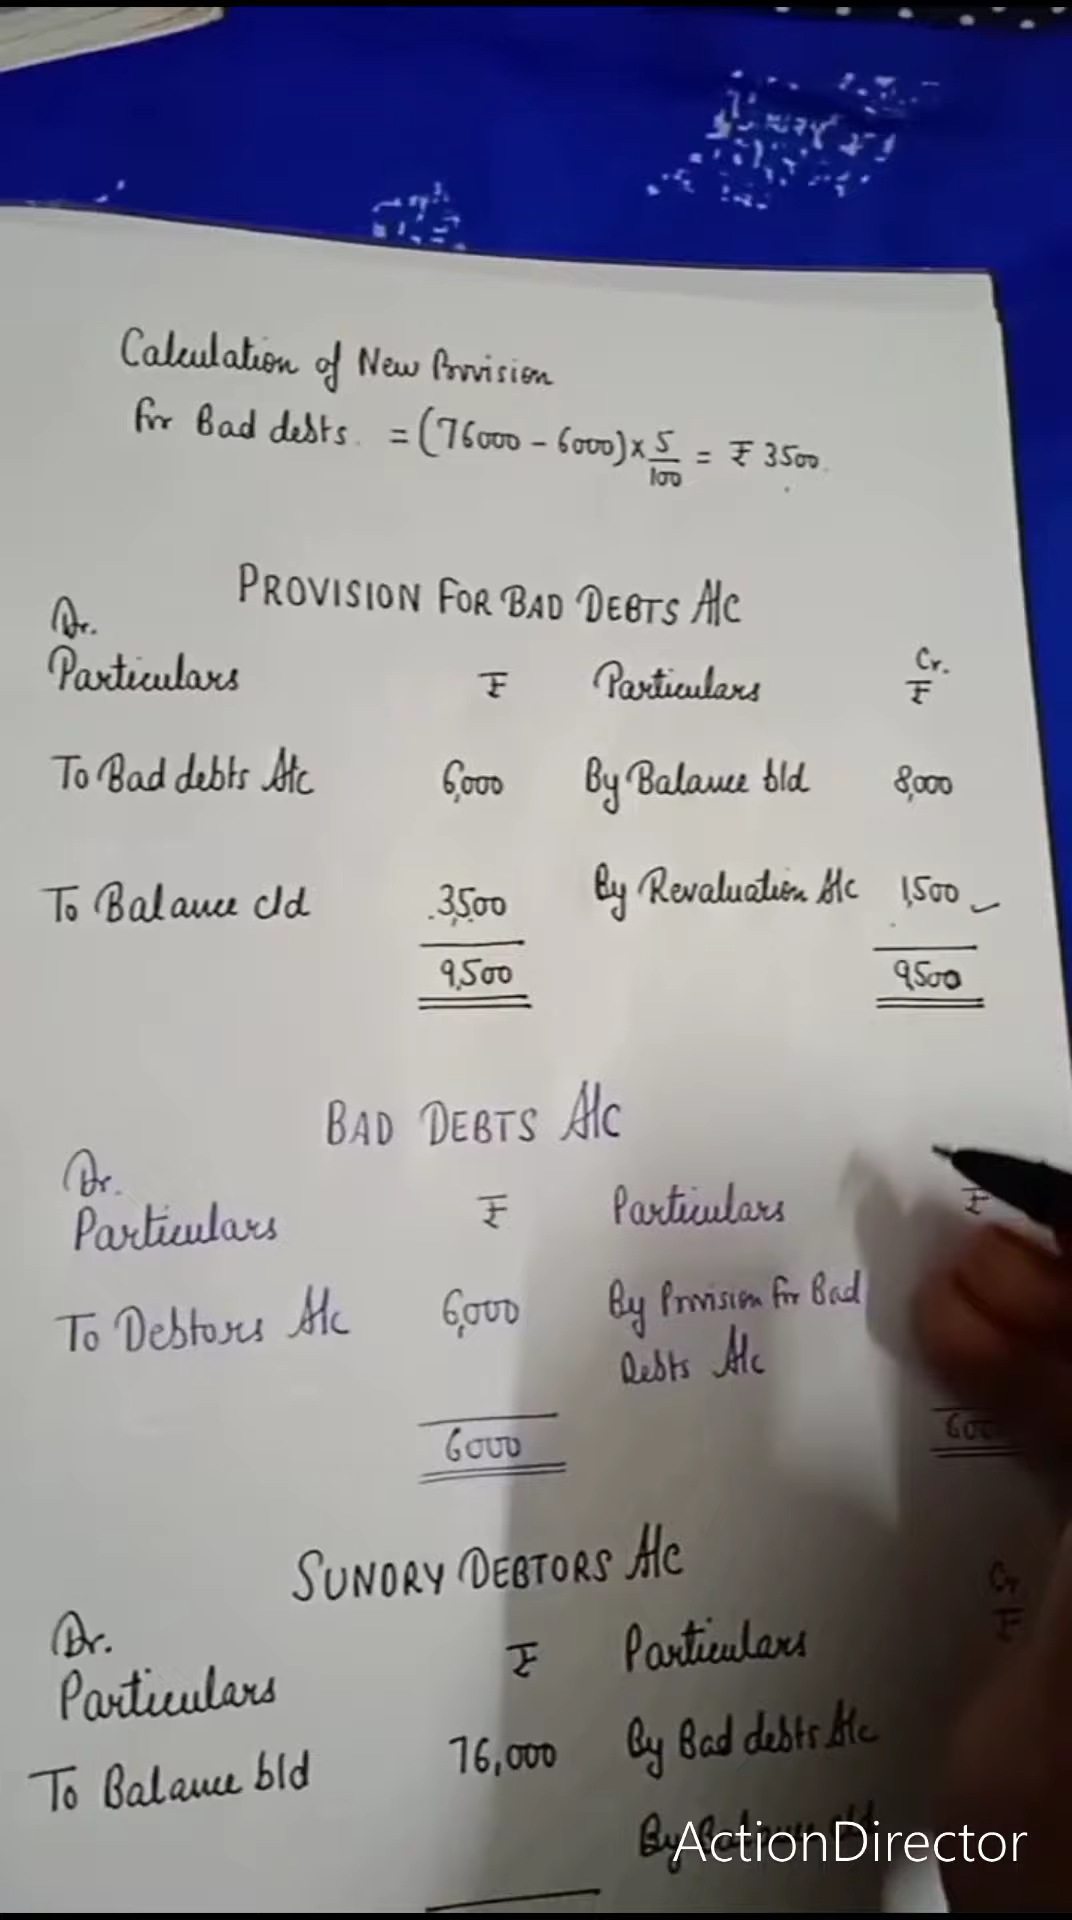 Calculation of New Provision
for Bad debts. = (76000 - 6000) x 5/100 = ₹ 3500.
PROVISION FOR BAD DEBTS A/c
Dr.
Cr.
Particulars ₹ Particulars ₹
To Bad debts A/c 6,000 By Balance b/d 8,000
To Balance c/d 3,500 By Revaluation A/c 1,500
9,500 9,500
BAD DEBTS A/c
Dr.
Particulars ₹ Particulars ₹
To Debtors A/c 6,000 By Provision for Bad
Debts A/c
6000
SUNDRY DEBTORS A/c
Dr. Cr.
Particulars ₹ Particulars ₹
To Balance b/d 76,000 By Bad debts A/c
By
ActionDirector